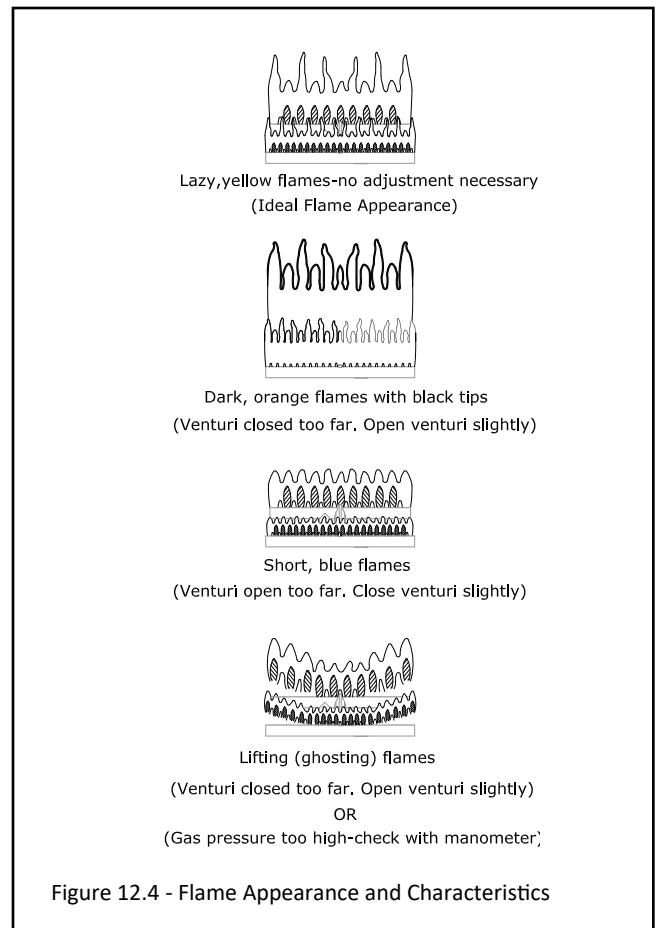 Lazy,yellow flames-no adjustment necessary
(Ideal Flame Appearance)
Dark, orange flames with black tips
(Venturi closed too far. Open venturi slightly)
Short, blue flames
(Venturi open too far. Close venturi slightly)
Lifting (ghosting) flames
(Venturi closed too far. Open venturi slightly)
OR
(Gas pressure too high-check with manometer)
Figure 12.4 - Flame Appearance and Characteristics